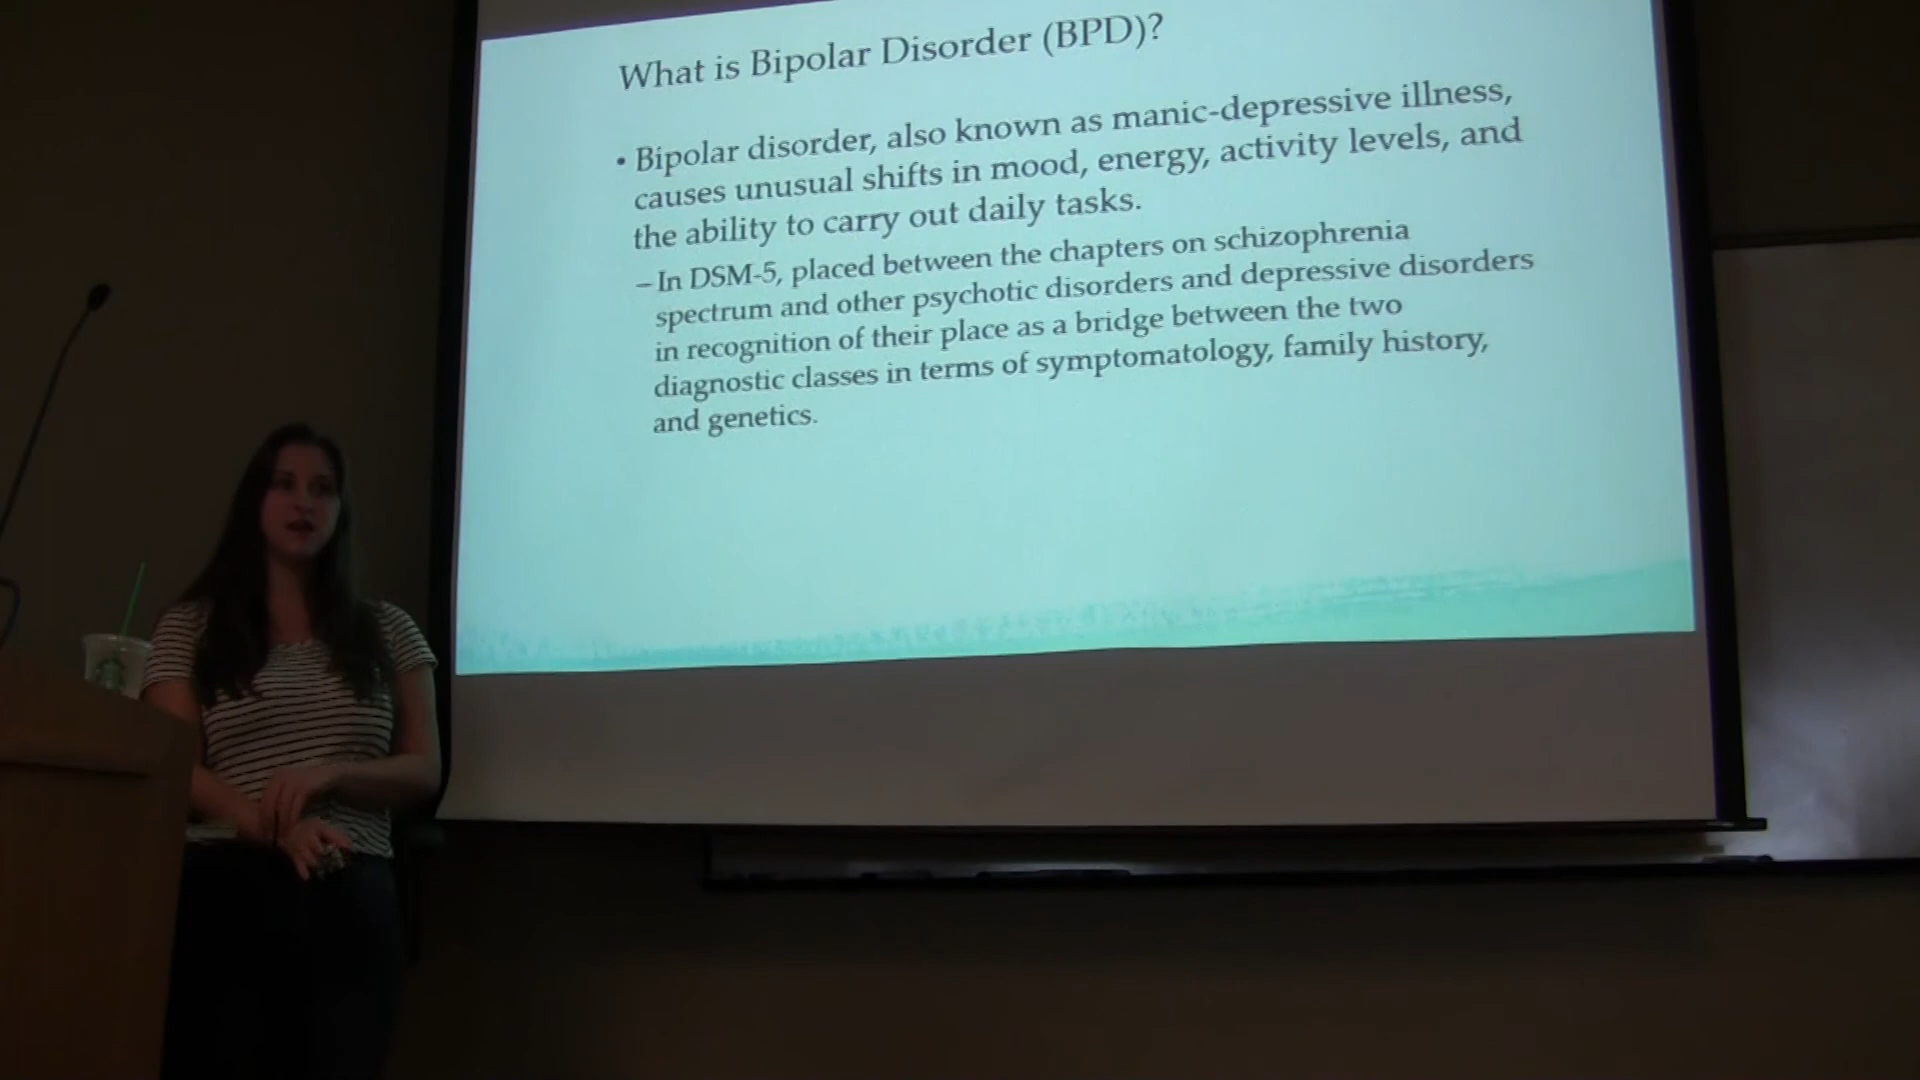 What is Bipolar Disorder (BPD)?
• Bipolar disorder, also known as manic-depressive illness,
causes unusual shifts in mood, energy, activity levels, and
the ability to carry out daily tasks.
– In DSM-5, placed between the chapters on schizophrenia
spectrum and other psychotic disorders and depressive disorders
in recognition of their place as a bridge between the two
diagnostic classes in terms of symptomatology, family history,
and genetics.